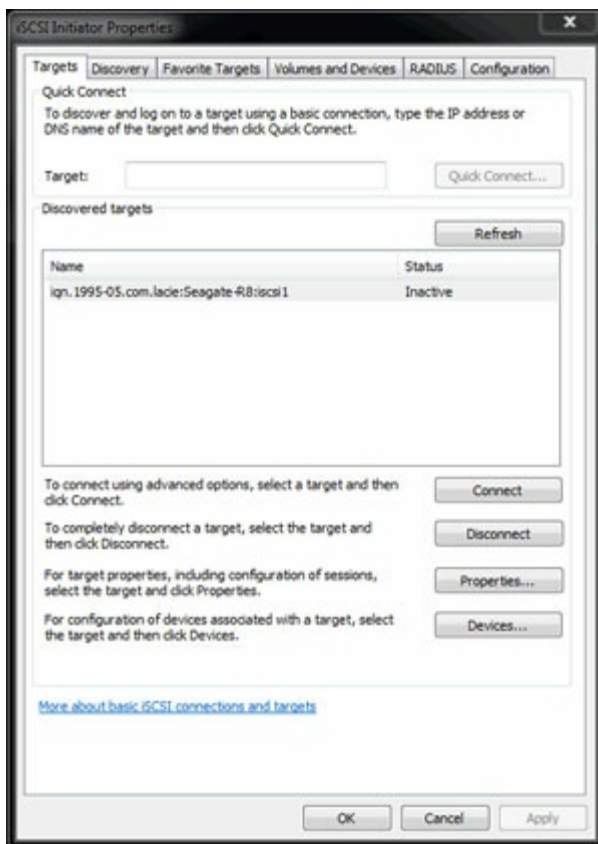 iSCSI Initiator Properties
x
Targets Discovery Favorite Targets Volumes and Devices RADIUS Configuration
Quick Connect
To discover and log on to a target using a basic connection, type the IP address or
DNS name of the target and then click Quick Connect.
Target:
Quick Connect...
Discovered targets
Refresh
Name Status
iqn.1995-05.com.lacie:Seagate-R8:iscsi1 Inactive
To connect using advanced options, select a target and then
click Connect.
Connect
To completely disconnect a target, select the target and
then click Disconnect.
Disconnect
For target properties, including configuration of sessions,
select the target and click Properties.
Properties...
For configuration of devices associated with a target, select
the target and then click Devices.
Devices...
More about basic iSCSI connections and targets
OK Cancel Apply